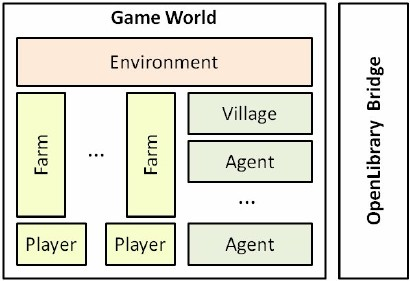 Game World
Environment
Farm
...
Farm
Village
Agent
...
Player
Player
Agent
OpenLibrary Bridge